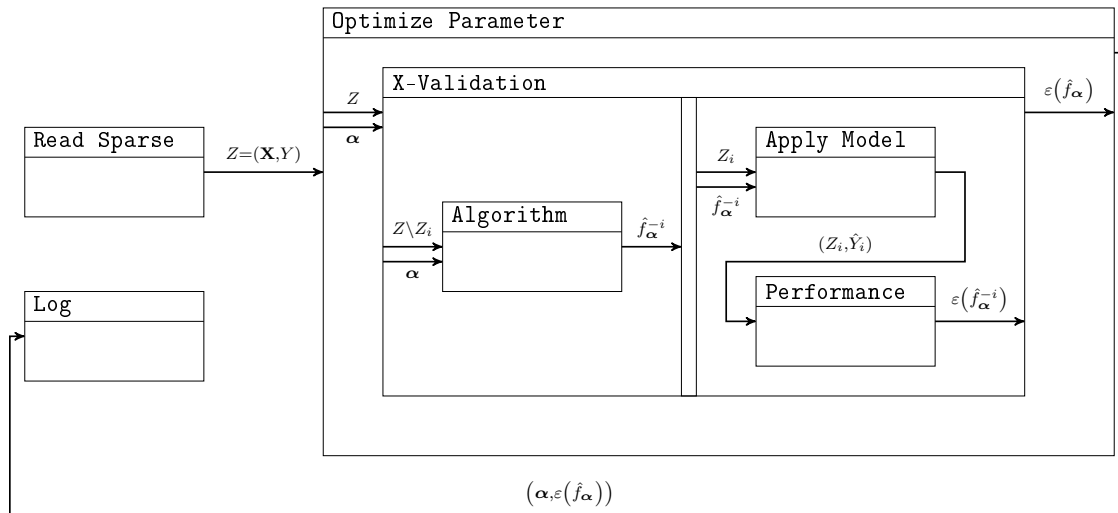 Optimize Parameter
X-Validation
Z
α
ε(f̂_α)
Read Sparse
Z=(X,Y)
Apply Model
Z_i
f̂_α^{-i}
Algorithm
Z\Z_i
α
f̂_α^{-i}
(Z_i,Ŷ_i)
Log
Performance
ε(f̂_α^{-i})
(α,ε(f̂_α))